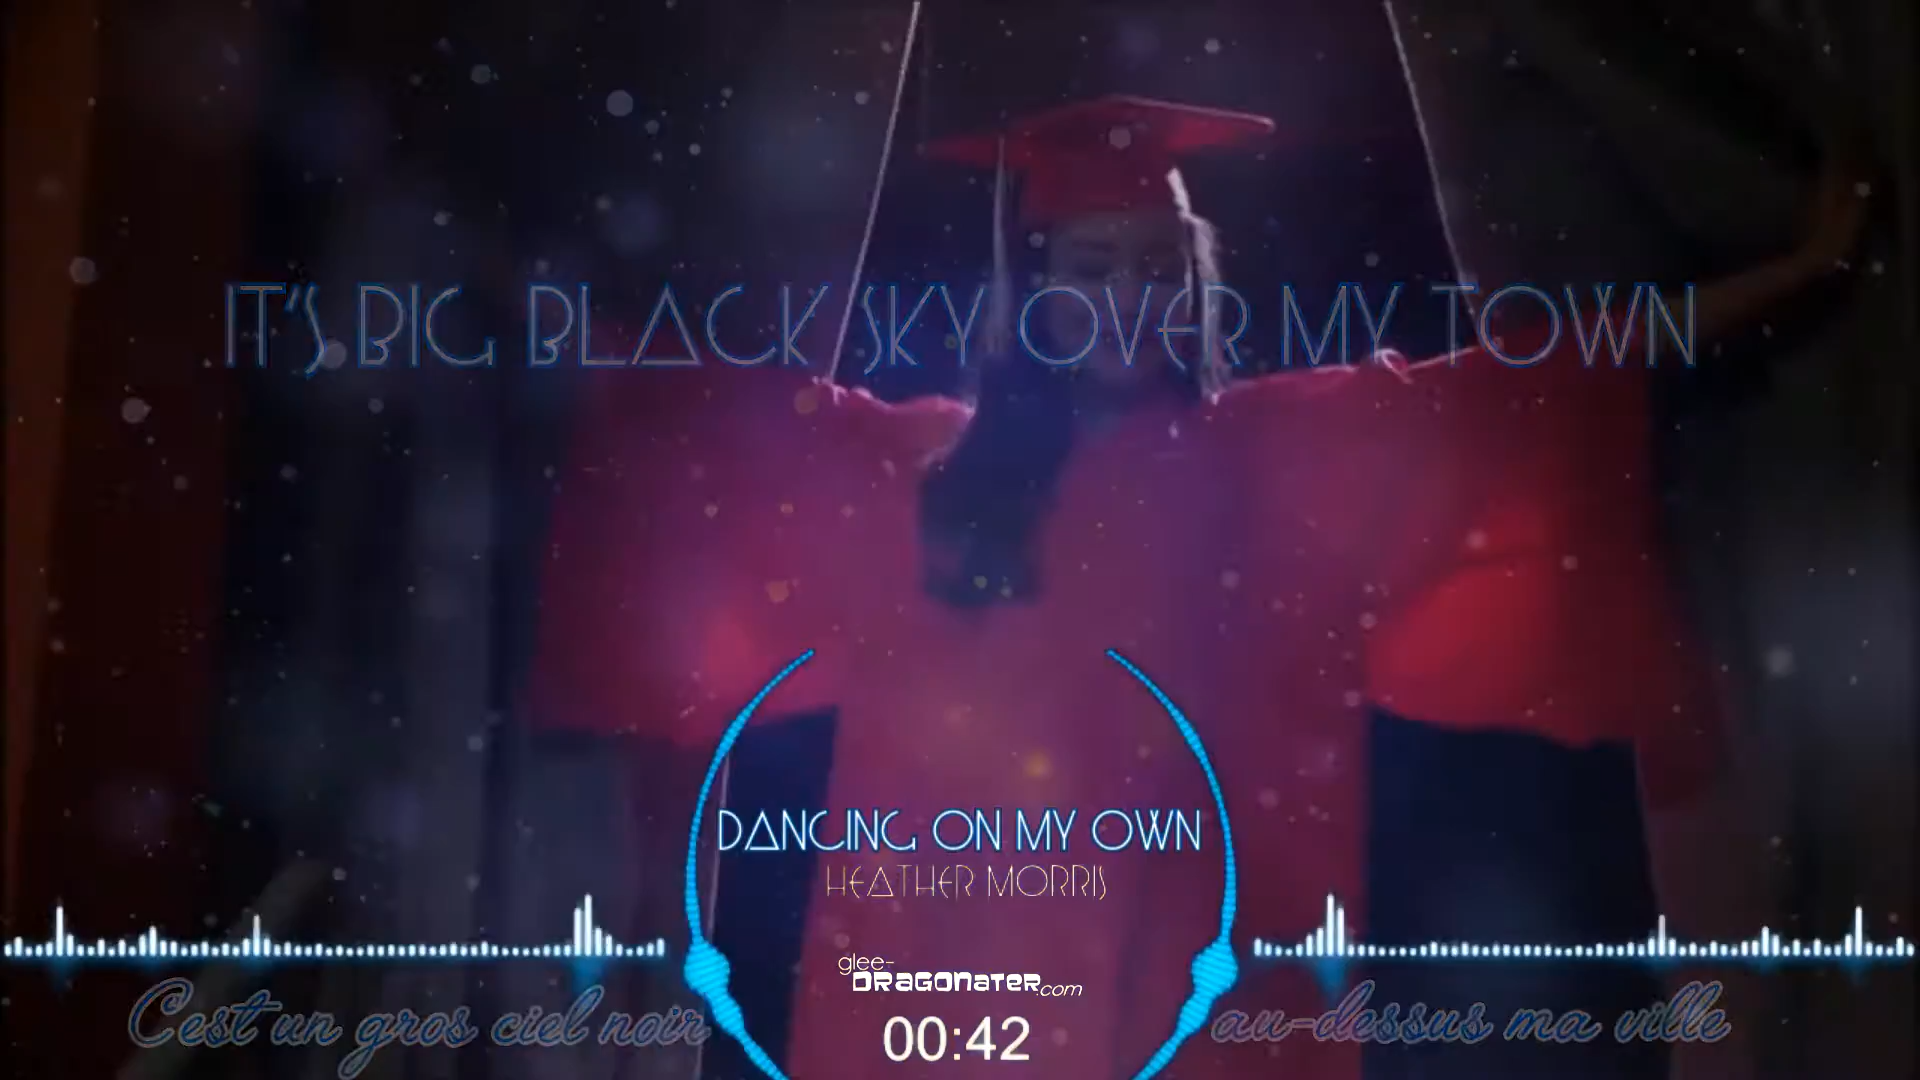 IT'S BIG BLACK SKY OVER MY TOWN
DANCING ON MY OWN
HEATHER MORRIS
glee-
DRAGONATER.com
C'est un gros ciel noir au-dessus ma ville
00:42